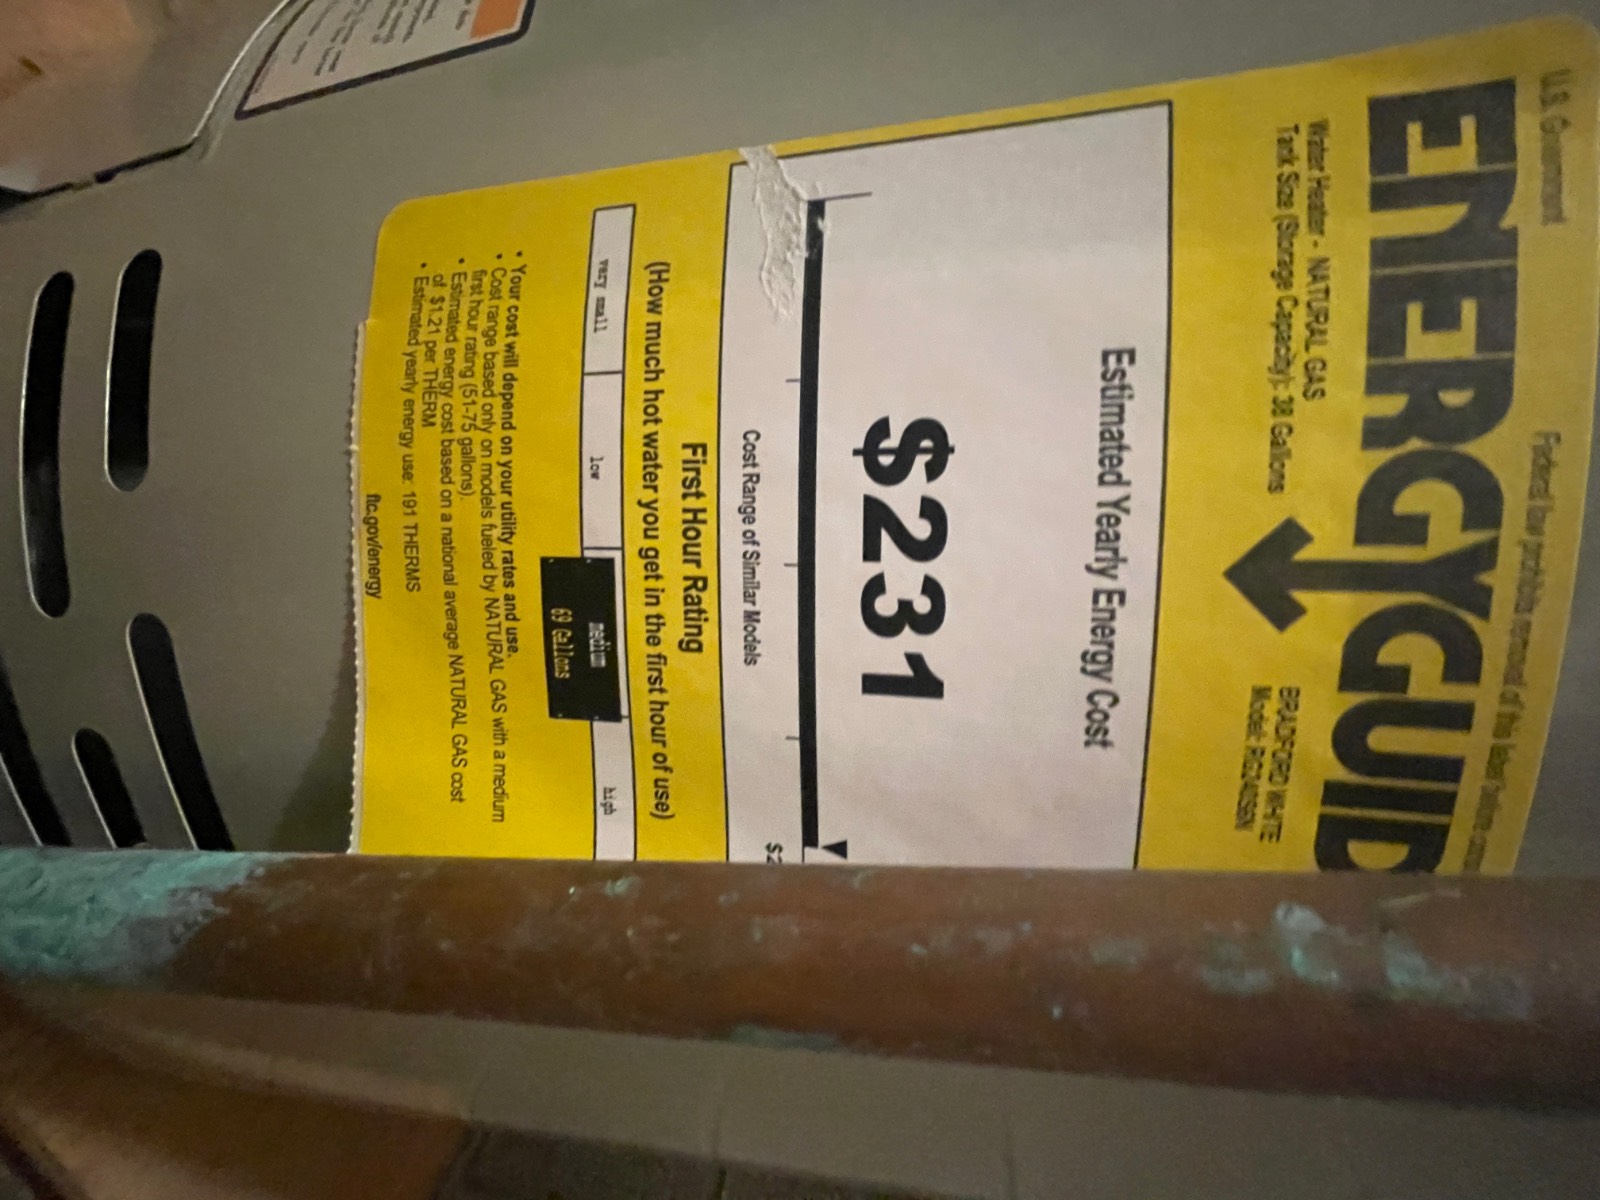 U.S. Government
Federal law prohibits removal of this label before
ENERGYGUID
Water Heater - NATURAL GAS
Tank Size (Storage Capacity): 38 Gallons
BRADFORD WHITE
Model:
Estimated Yearly Energy Cost
$231
$2
Cost Range of Similar Models
First Hour Rating
(How much hot water you get in the first hour of use)
very small
low
medium
high
69 Gallons
• Your cost will depend on your utility rates and use.
• Cost range based only on models fueled by NATURAL GAS with a medium
first hour rating (51-75 gallons).
• Estimated energy cost based on a national average NATURAL GAS cost
of $1.21 per THERM
• Estimated yearly energy use: 191 THERMS
ftc.gov/energy